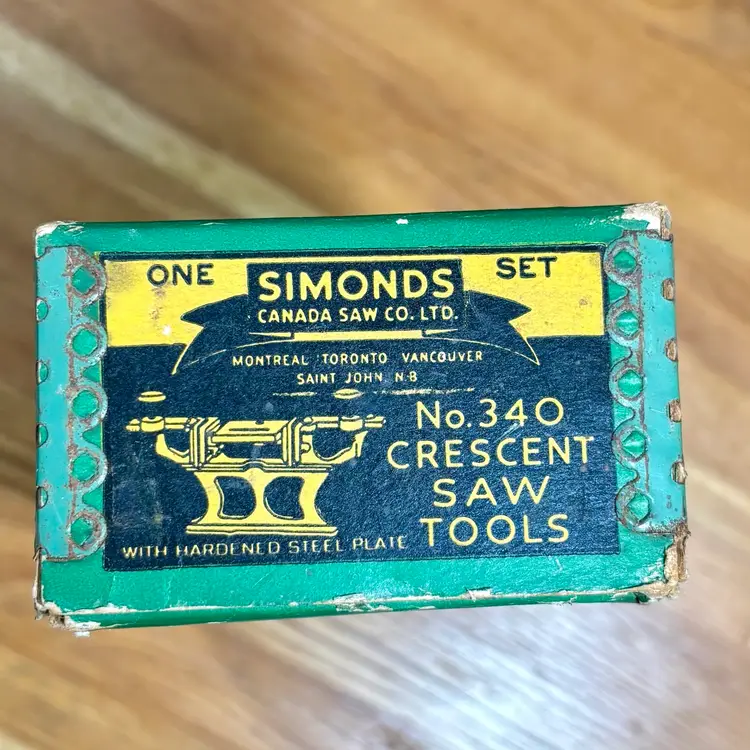 ONE SIMONDS SET
CANADA SAW CO. LTD.
MONTREAL TORONTO VANCOUVER
SAINT JOHN N.B
No. 340
CRESCENT
SAW
TOOLS
WITH HARDENED STEEL PLATE